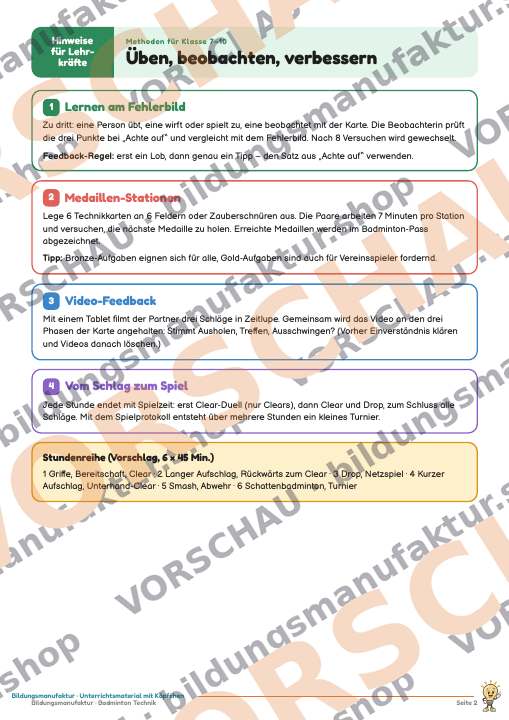 Hinweise
für Lehr-
kräfte
Methoden für Klasse 7–10
Üben, beobachten, verbessern
1 Lernen am Fehlerbild
Zu dritt: eine Person übt, eine wirft oder spielt zu, eine beobachtet mit der Karte. Die Beobachterin prüft
die drei Punkte bei „Achte auf“ und vergleicht mit dem Fehlerbild. Nach 8 Versuchen wird gewechselt.
Feedback-Regel: erst ein Lob, dann genau ein Tipp – den Satz aus „Achte auf“ verwenden.
2 Medaillen-Stationen
Lege 6 Technikkarten an 6 Feldern oder Zauberschnüren aus. Die Paare arbeiten 7 Minuten pro Station
und versuchen, die nächste Medaille zu holen. Erreichte Medaillen werden im Badminton-Pass
abgezeichnet.
Tipp: Bronze-Aufgaben eignen sich für alle, Gold-Aufgaben sind auch für Vereinsspieler fordernd.
3 Video-Feedback
Mit einem Tablet filmt der Partner drei Schläge in Zeitlupe. Gemeinsam wird das Video an den drei
Phasen der Karte angehalten: Stimmt Ausholen, Treffen, Ausschwingen? (Vorher Einverständnis klären
und Videos danach löschen.)
4 Vom Schlag zum Spiel
Jede Stunde endet mit Spielzeit: erst Clear-Duell (nur Clears), dann Clear und Drop, zum Schluss alle
Schläge. Mit dem Spielprotokoll entsteht über mehrere Stunden ein kleines Turnier.
Stundenreihe (Vorschlag, 6 x 45 Min.)
1 Griffe, Bereitschaft, Clear · 2 Langer Aufschlag, Rückwärts zum Clear · 3 Drop, Netzspiel · 4 Kurzer
Aufschlag, Unterhand-Clear · 5 Smash, Abwehr · 6 Schattenbadminton, Turnier
VORSCHAU · bildungsmanufaktur.shop
VORSCHAU
Bildungsmanufaktur · Unterrichtsmaterial mit Köpfchen
Bildungsmanufaktur · Badminton Technik
Seite 2